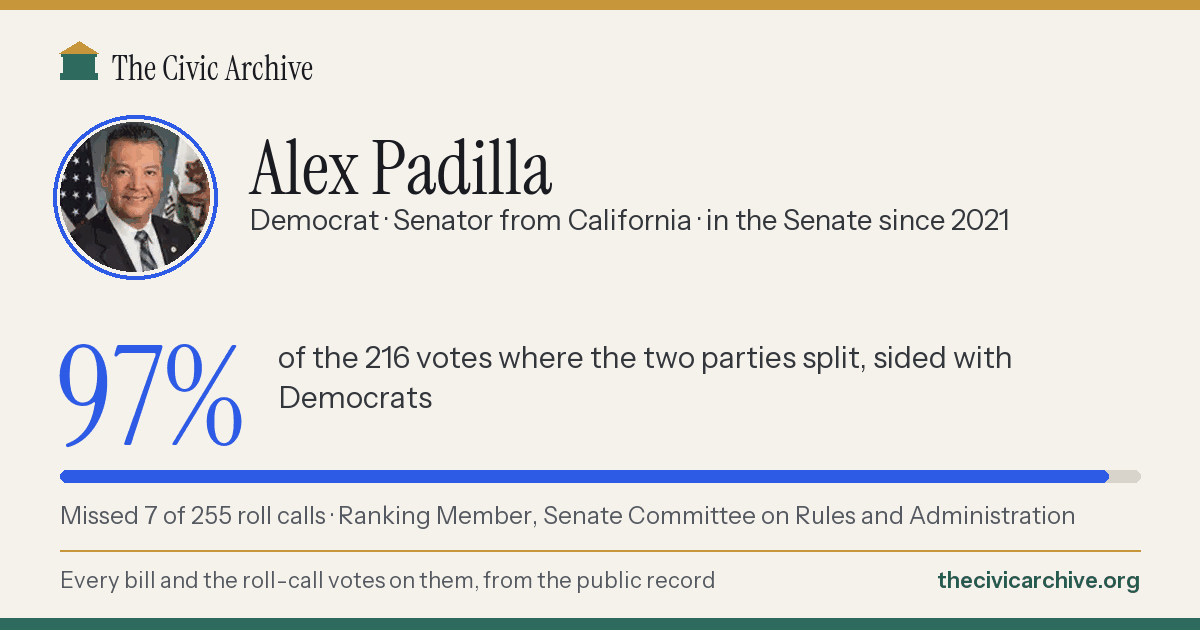 The Civic Archive
Alex Padilla
Democrat · Senator from California · in the Senate since 2021
97%
of the 216 votes where the two parties split, sided with
Democrats
Missed 7 of 255 roll calls · Ranking Member, Senate Committee on Rules and Administration
Every bill and the roll-call votes on them, from the public record
thecivicarchive.org